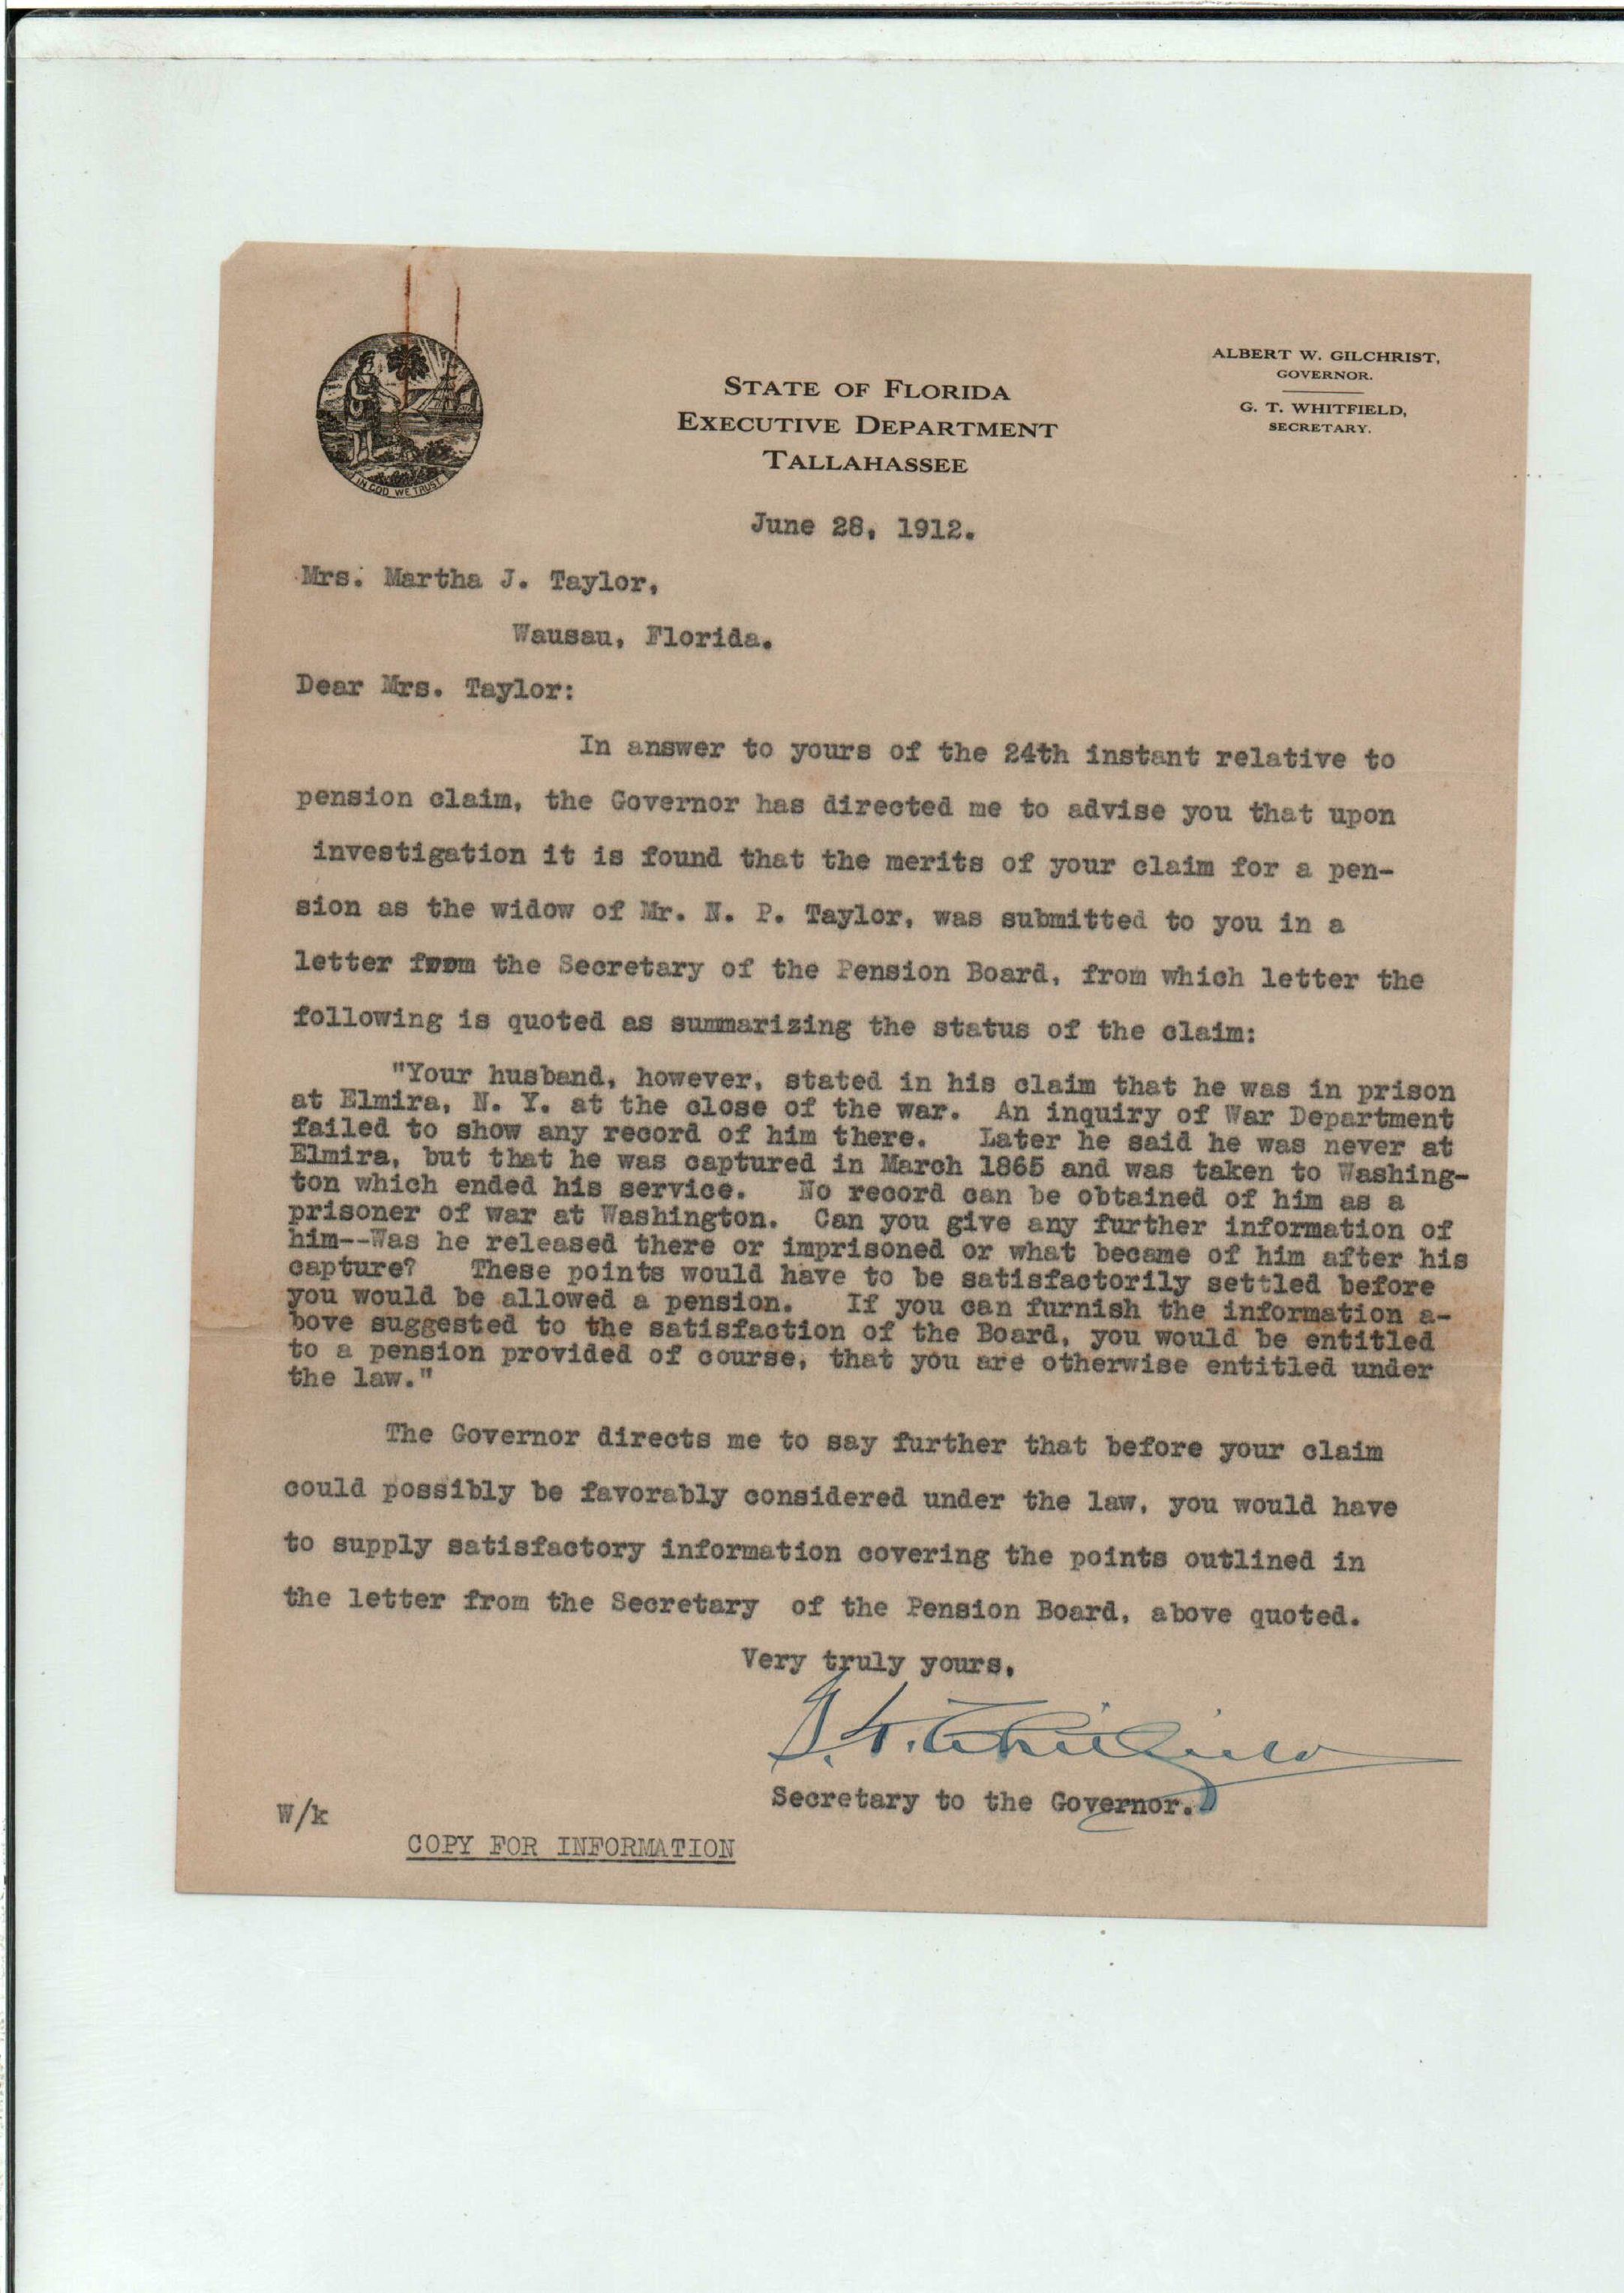 IN GOD WE TRUST
STATE OF FLORIDA
EXECUTIVE DEPARTMENT
TALLAHASSEE
ALBERT W. GILCHRIST,
GOVERNOR.
G. T. WHITFIELD,
SECRETARY.
June 28, 1912.
Mrs. Martha J. Taylor,
Wausau, Florida.
Dear Mrs. Taylor:
In answer to yours of the 24th instant relative to
pension claim, the Governor has directed me to advise you that upon
investigation it is found that the merits of your claim for a pen-
sion as the widow of Mr. N. P. Taylor, was submitted to you in a
letter from the Secretary of the Pension Board, from which letter the
following is quoted as summarizing the status of the claim:
"Your husband, however, stated in his claim that he was in prison
at Elmira, N. Y. at the close of the war. An inquiry of War Department
failed to show any record of him there. Later he said he was never at
Elmira, but that he was captured in March 1865 and was taken to Washing-
ton which ended his service. No record can be obtained of him as a
prisoner of war at Washington. Can you give any further information of
him--Was he released there or imprisoned or what became of him after his
capture? These points would have to be satisfactorily settled before
you would be allowed a pension. If you can furnish the information a-
bove suggested to the satisfaction of the Board, you would be entitled
to a pension provided of course, that you are otherwise entitled under
the law."
The Governor directs me to say further that before your claim
could possibly be favorably considered under the law, you would have
to supply satisfactory information covering the points outlined in
the letter from the Secretary of the Pension Board, above quoted.
Very truly yours,
G. T. Whitfield
Secretary to the Governor.
W/k
COPY FOR INFORMATION